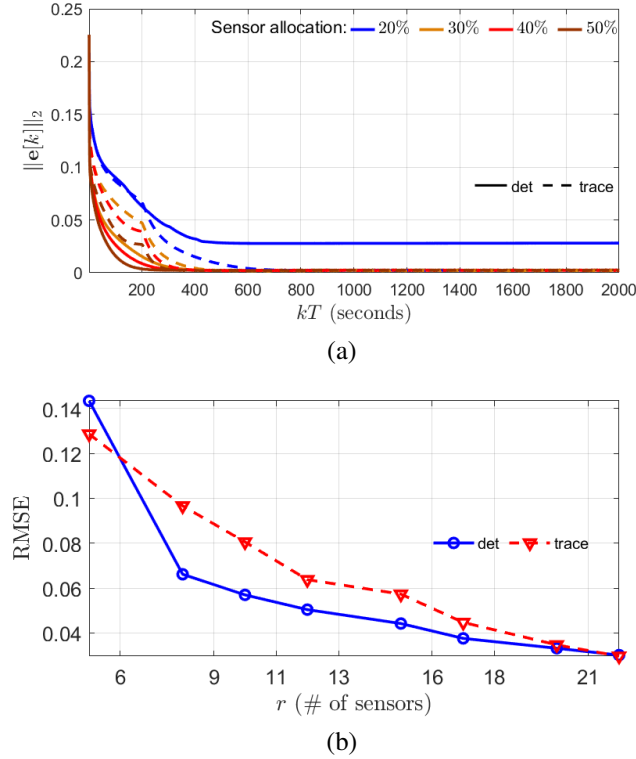 Sensor allocation: 20% 30% 40% 50%
0.25
0.2
0.15
0.1
0.05
0
‖e[k]‖₂
det trace
0 200 400 600 800 1000 1200 1400 1600 1800 2000
kT (seconds)
(a)
0.14
0.12
0.1
0.08
0.06
0.04
RMSE
det trace
6 9 11 13 16 18 21
r (# of sensors)
(b)